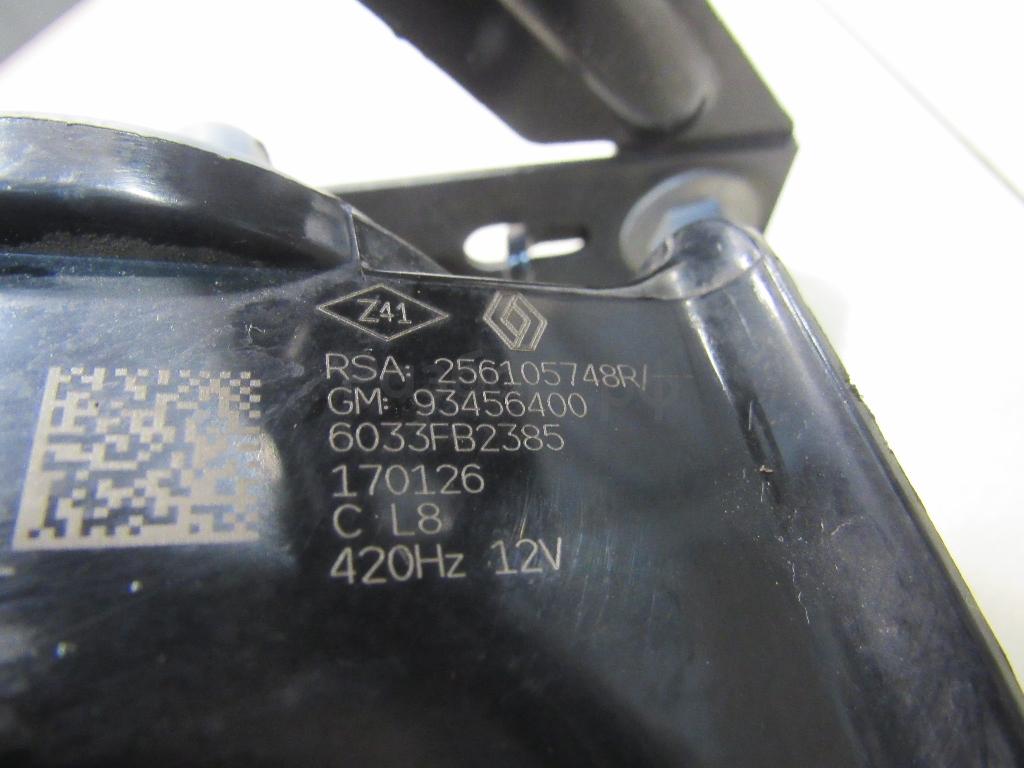 Z41
RSA: 256105748R/--
GM: 93456400
6033FB2385
170126
C L8
420Hz 12V